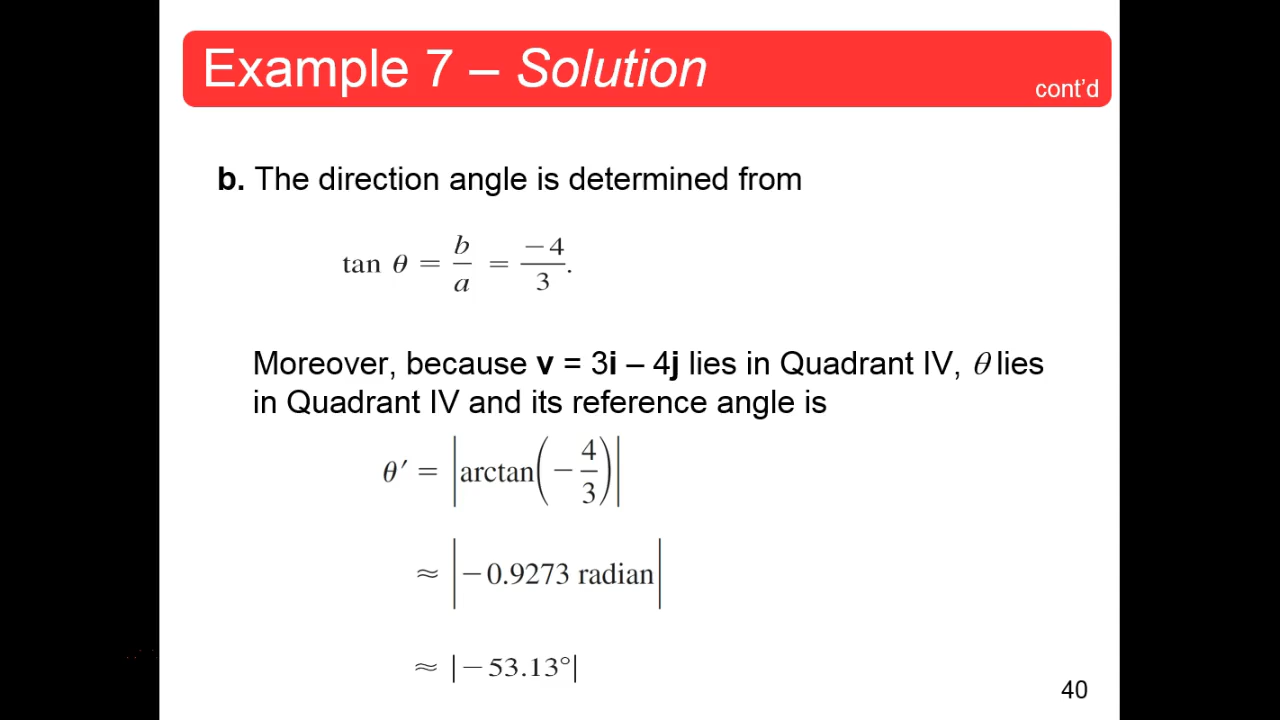 Example 7 – Solution
cont’d
b. The direction angle is determined from
tan θ = b/a = −4/3.
Moreover, because v = 3i – 4j lies in Quadrant IV, θ lies
in Quadrant IV and its reference angle is
θ′ = |arctan(−4/3)|
≈ |−0.9273 radian|
≈ |−53.13°|
40